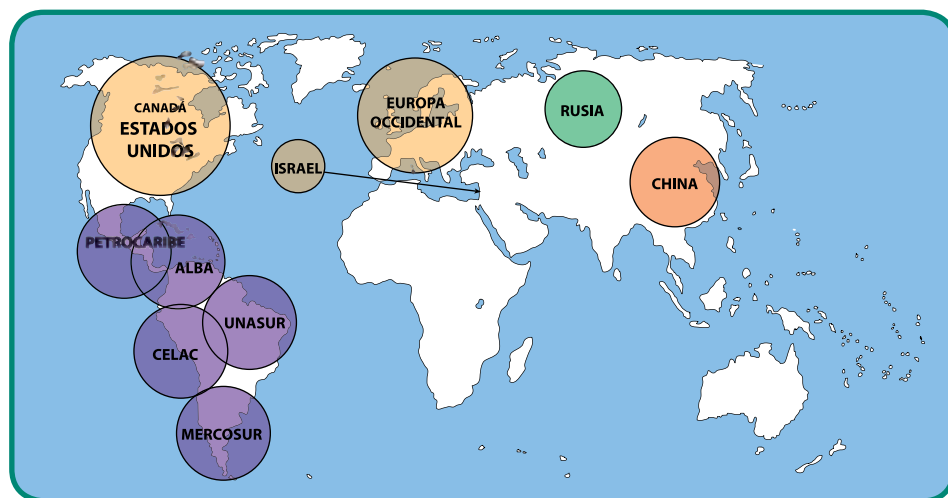 CANADÁ
ESTADOS
UNIDOS
EUROPA
OCCIDENTAL
RUSIA
ISRAEL
CHINA
PETROCARIBE
ALBA
UNASUR
CELAC
MERCOSUR